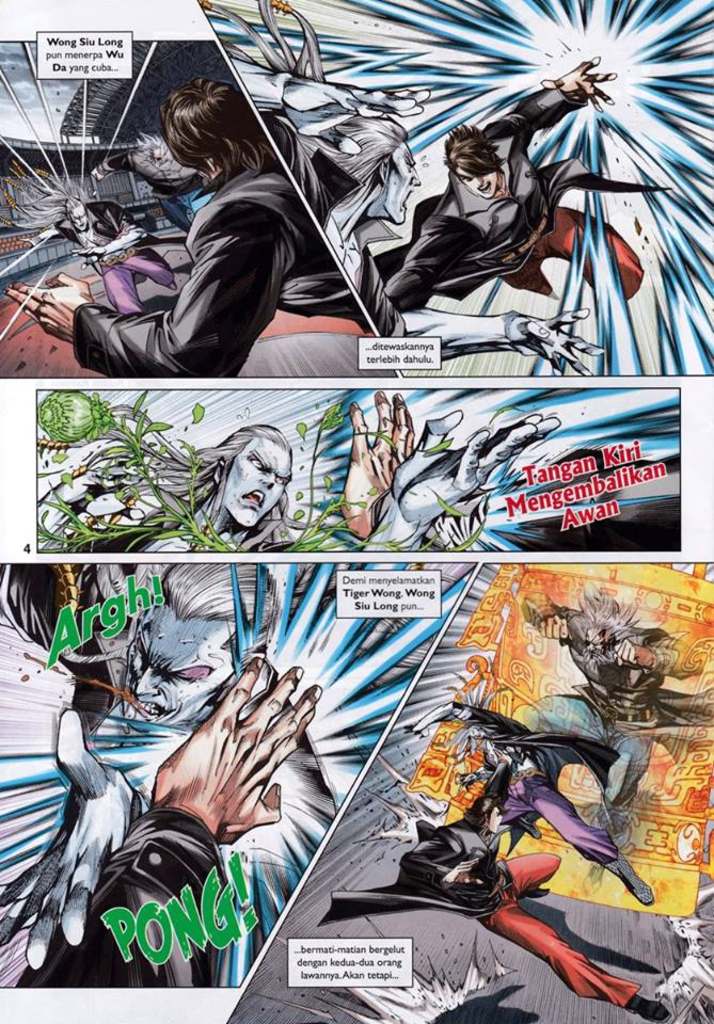 Wong Siu Long
pun menerpa Wu
Da yang cuba...
...ditewaskannya
terlebih dahulu.
Tangan Kiri
Mengembalikan
Awan
4
Argh!
Demi menyelamatkan
Tiger Wong, Wong
Siu Long pun...
PONG!
...bermati-matian bergelut
dengan kedua-dua orang
lawannya. Akan tetapi...